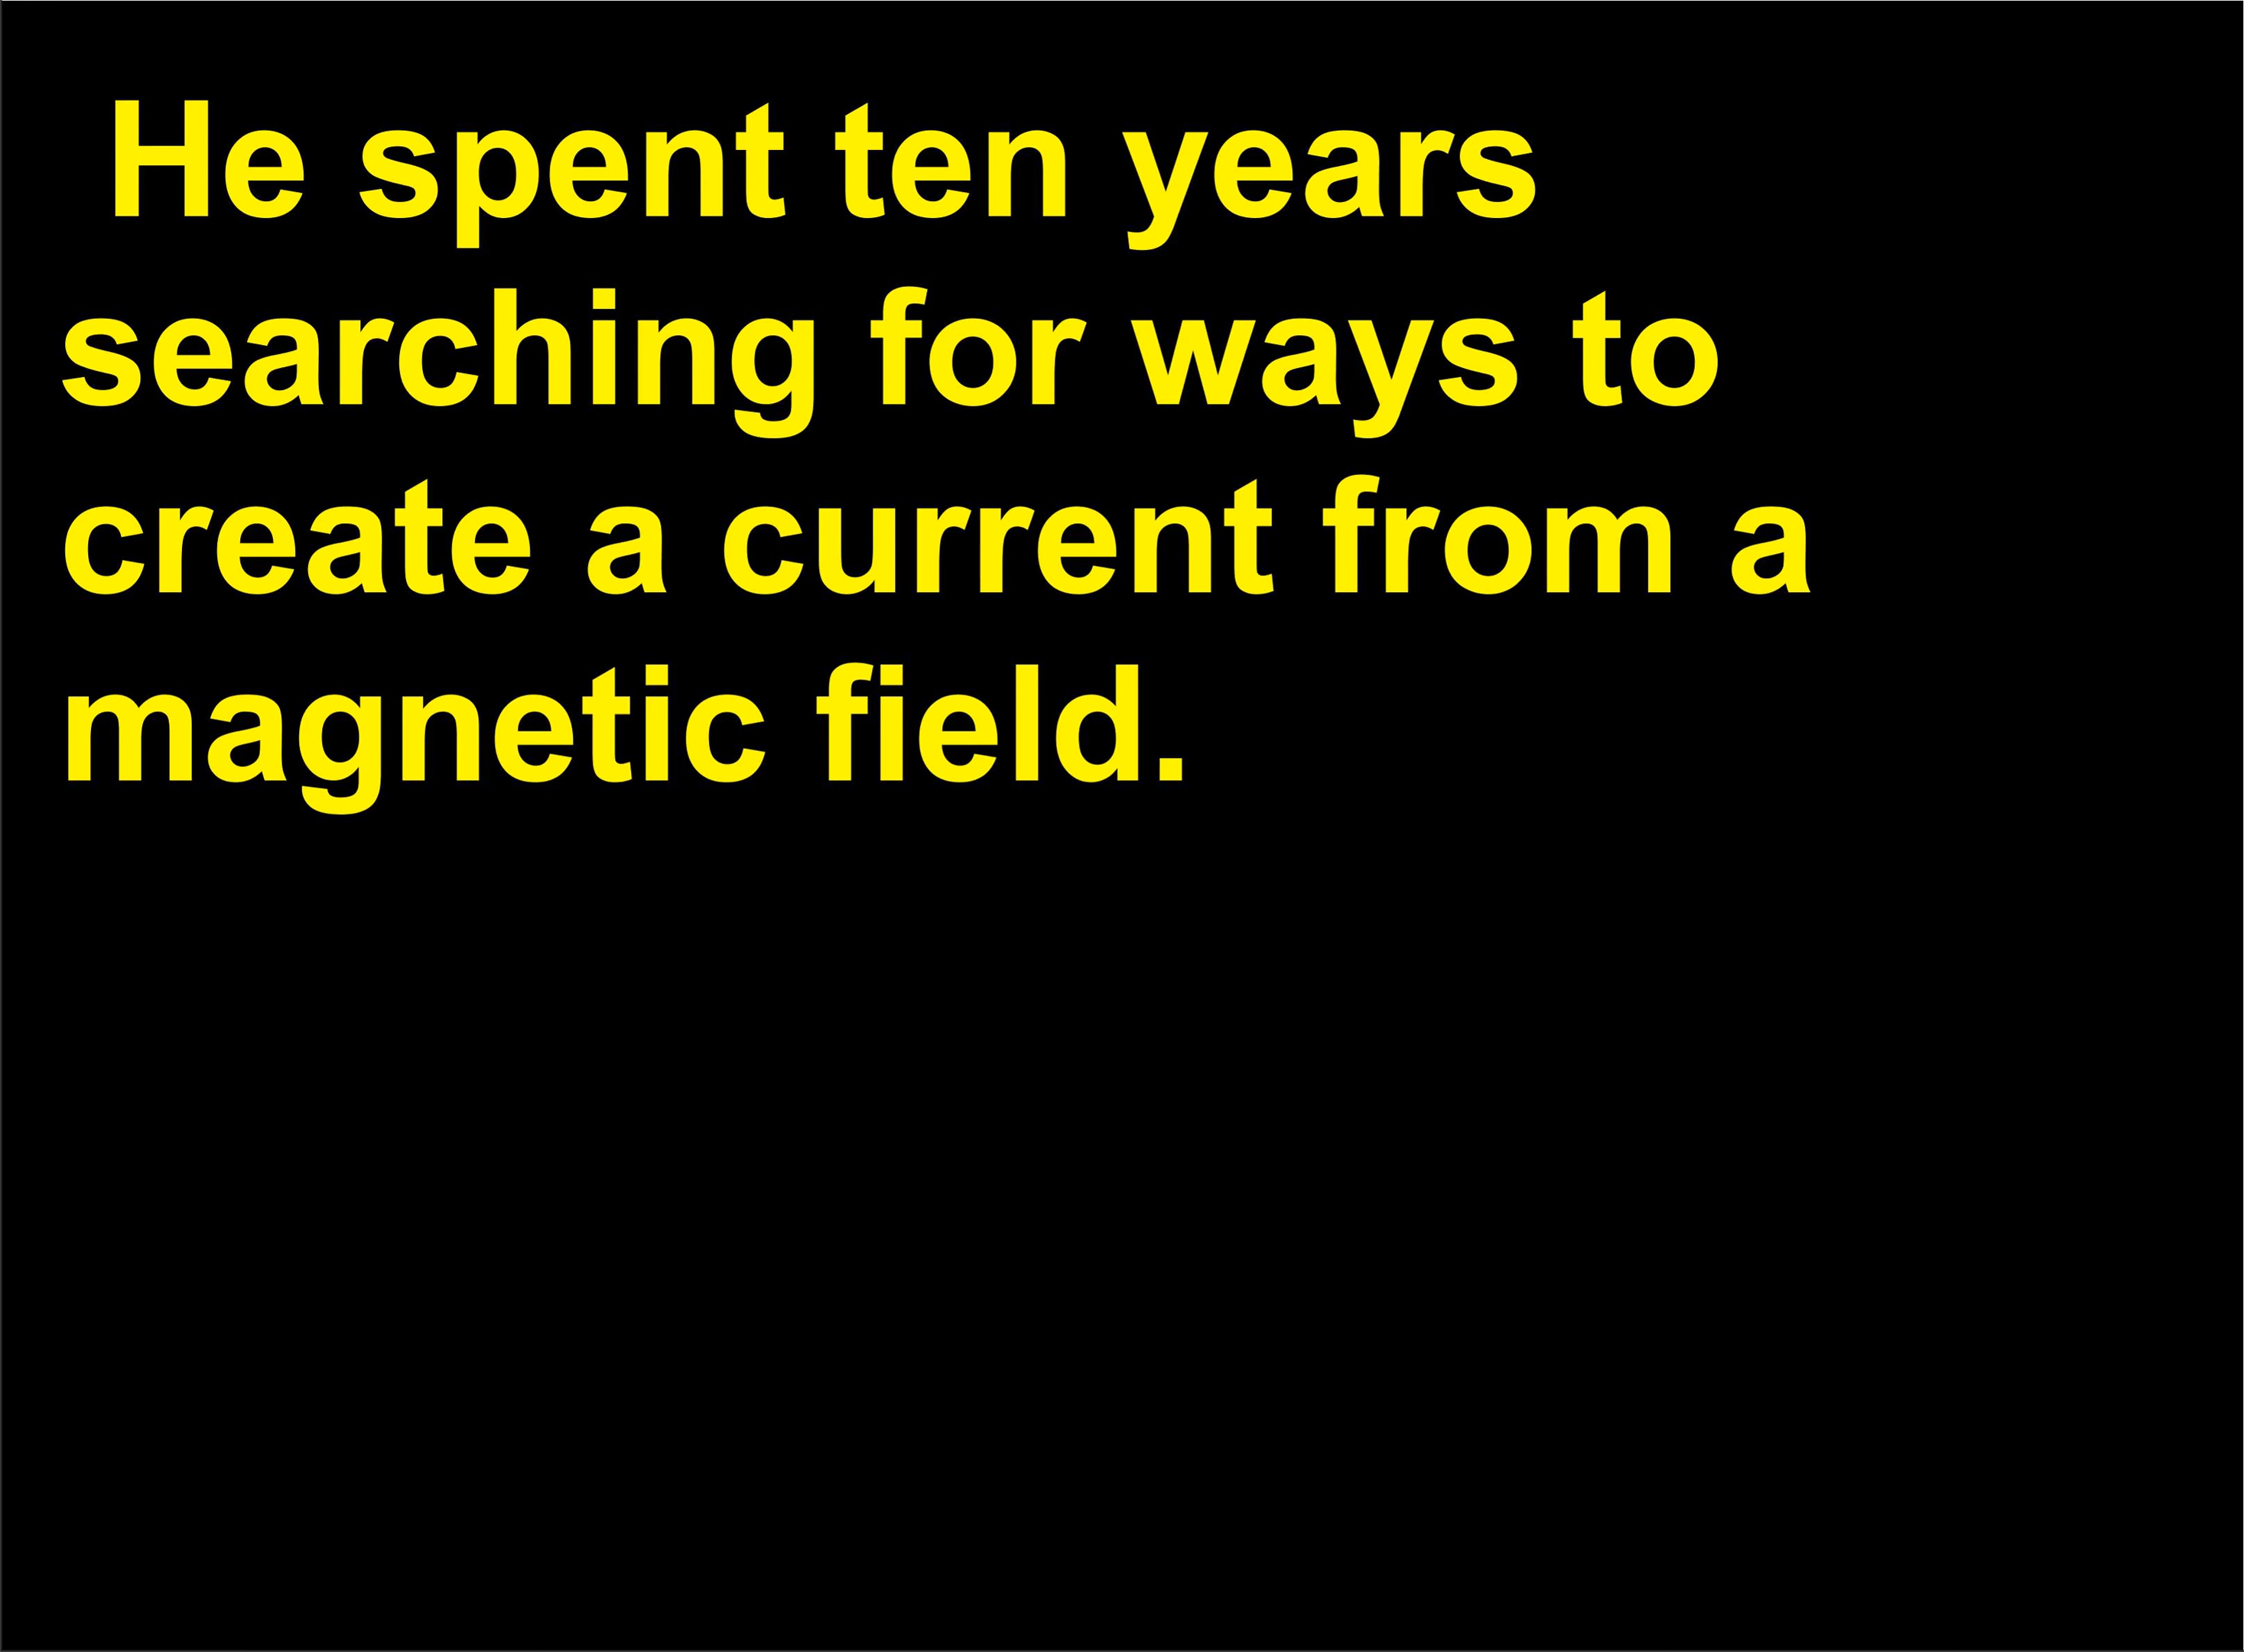 He spent ten years
searching for ways to
create a current from a
magnetic field.